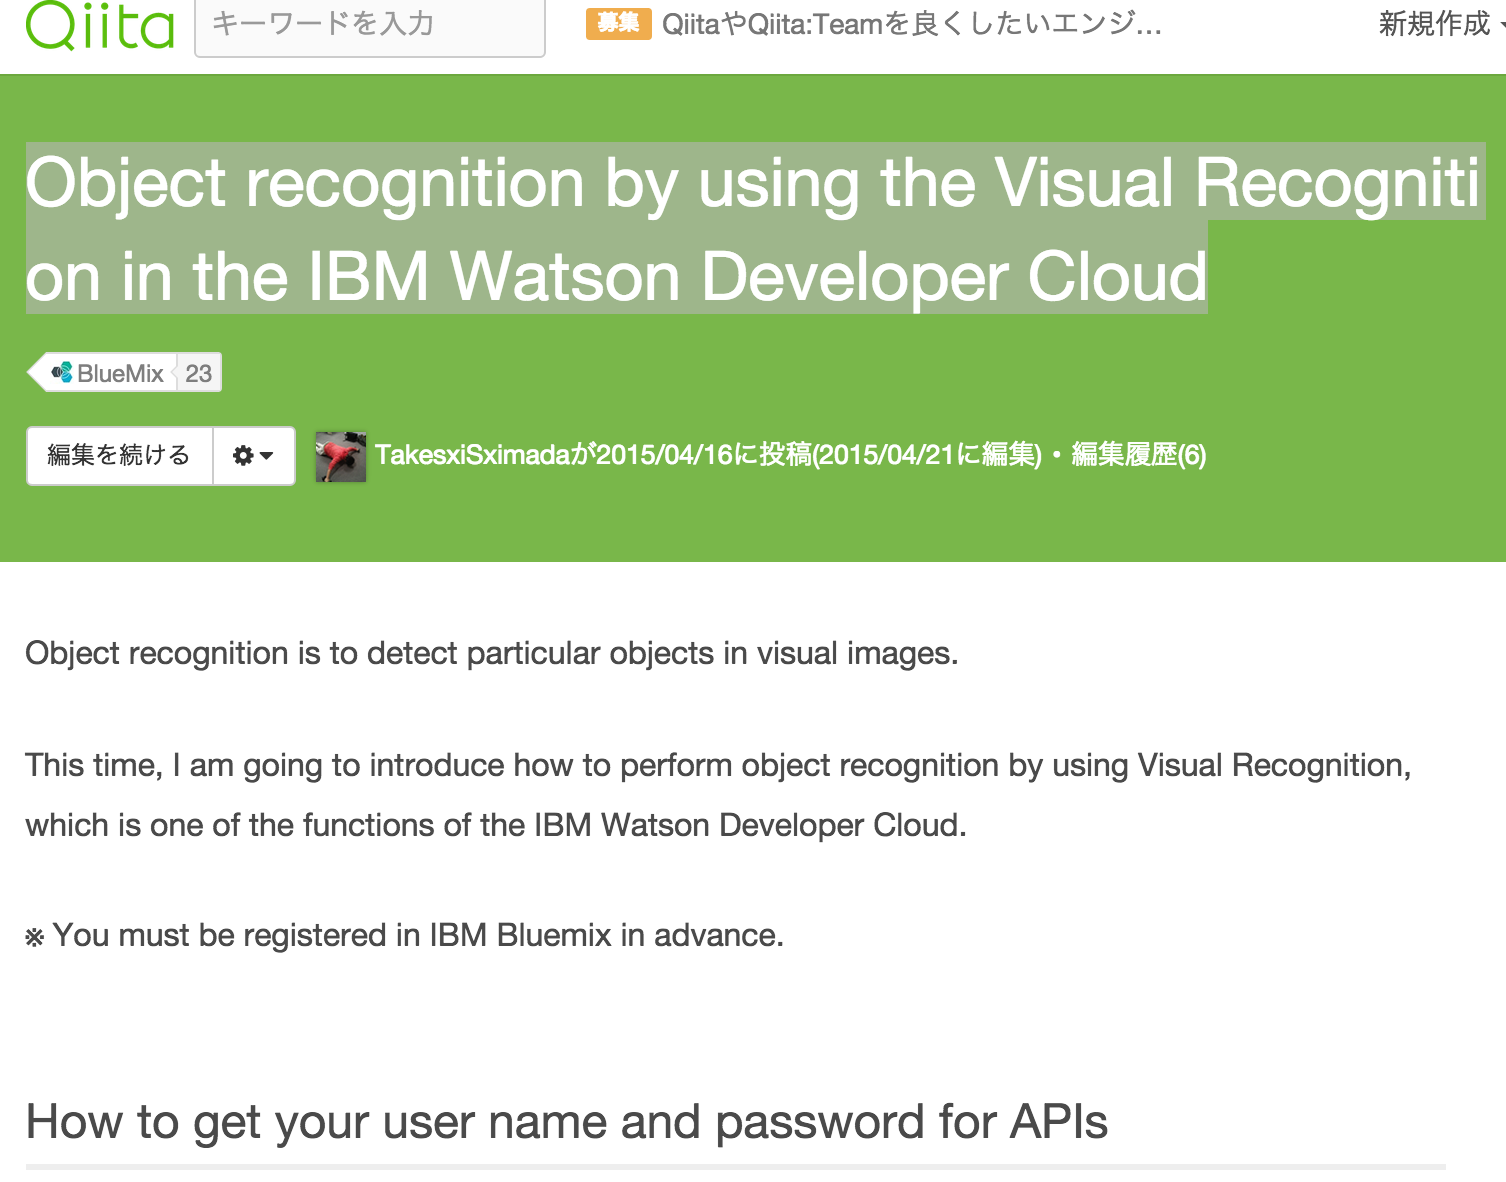 Qiita キーワードを入力 募集 QiitaやQiita:Teamを良くしたいエンジ... 新規作成
Object recognition by using the Visual Recogniti
on in the IBM Watson Developer Cloud
BlueMix 23
編集を続ける TakesxiSximadaが2015/04/16に投稿(2015/04/21に編集)・編集履歴(6)
Object recognition is to detect particular objects in visual images.
This time, I am going to introduce how to perform object recognition by using Visual Recognition,
which is one of the functions of the IBM Watson Developer Cloud.
※ You must be registered in IBM Bluemix in advance.
How to get your user name and password for APIs